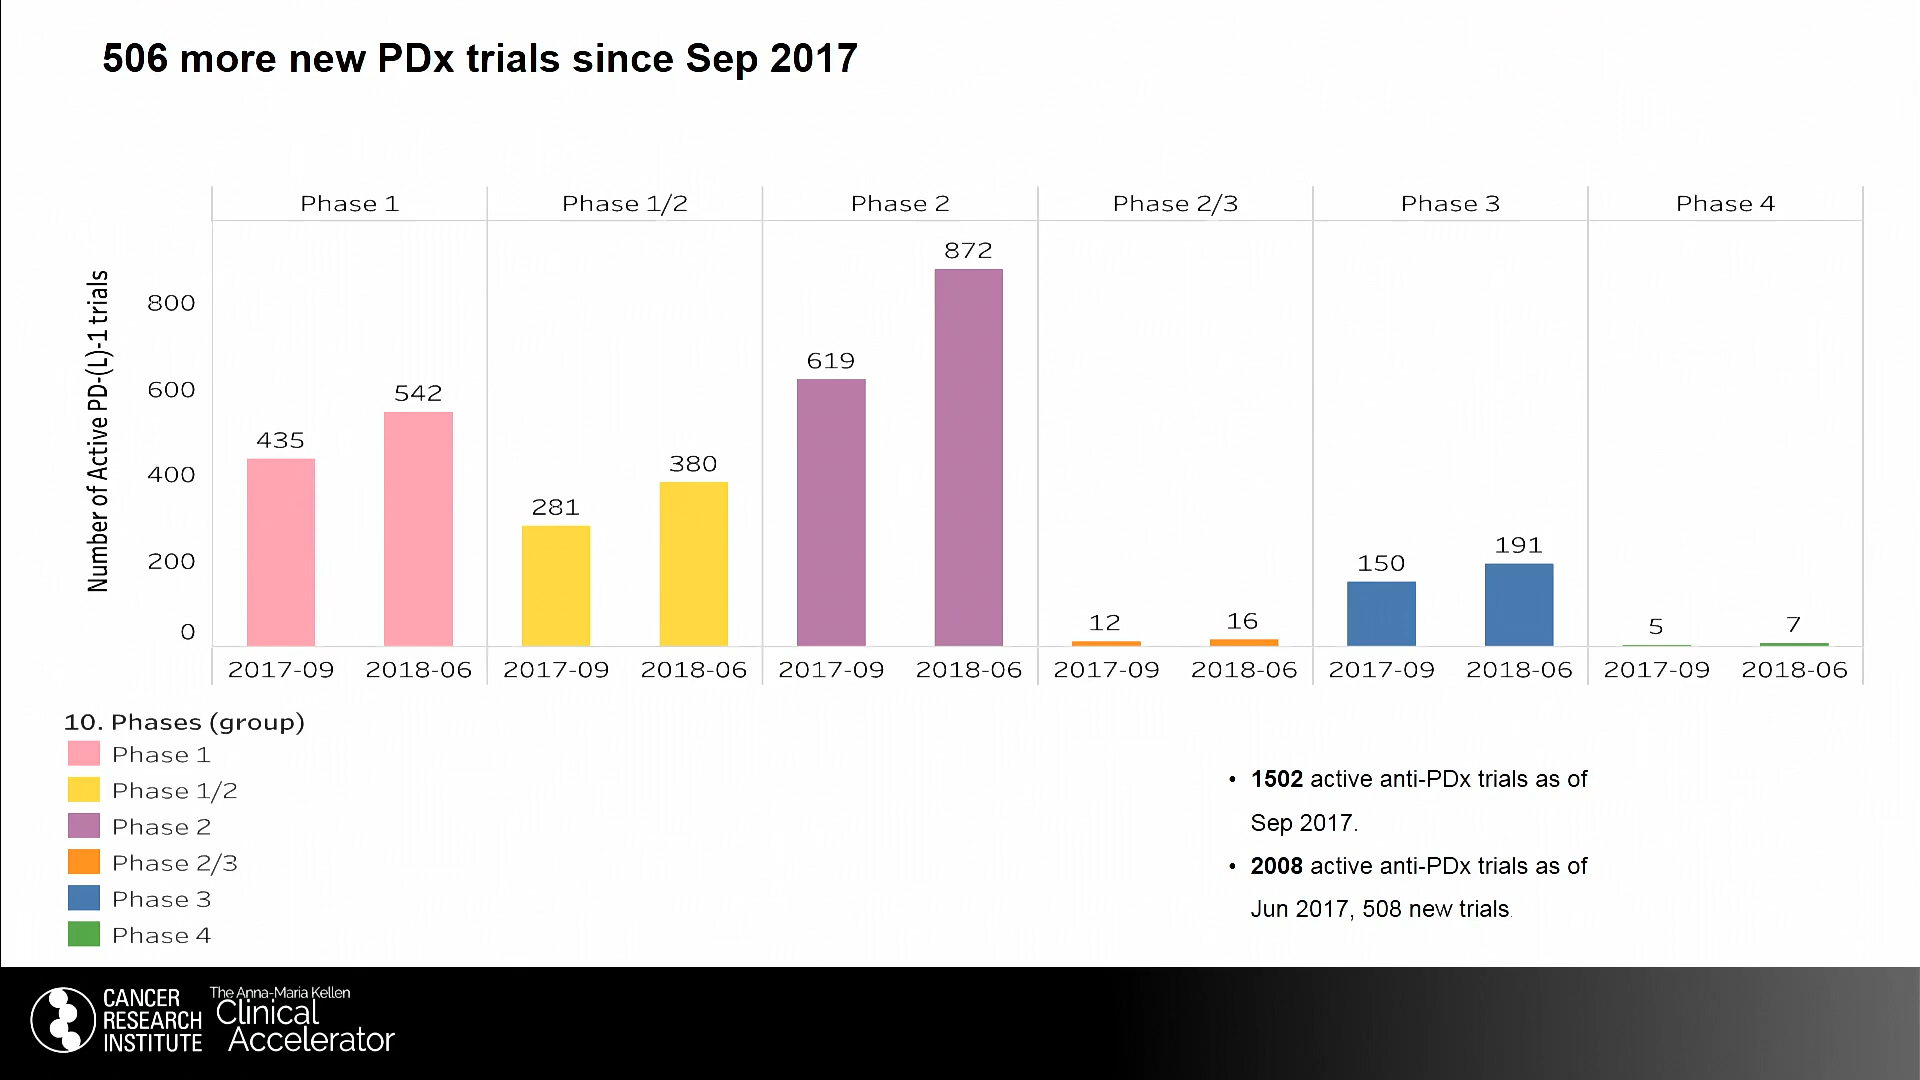 506 more new PDx trials since Sep 2017
Phase 1 Phase 1/2 Phase 2 Phase 2/3 Phase 3 Phase 4
Number of Active PD-(L)-1 trials
800
600
400
200
0
435 542 281 380 619 872 12 16 150 191 5 7
2017-09 2018-06 2017-09 2018-06 2017-09 2018-06 2017-09 2018-06 2017-09 2018-06 2017-09 2018-06
10. Phases (group)
Phase 1
Phase 1/2
Phase 2
Phase 2/3
Phase 3
Phase 4
• 1502 active anti-PDx trials as of
Sep 2017.
• 2008 active anti-PDx trials as of
Jun 2017, 508 new trials.
CANCER
RESEARCH
INSTITUTE
The Anna-Maria Kellen
Clinical
Accelerator